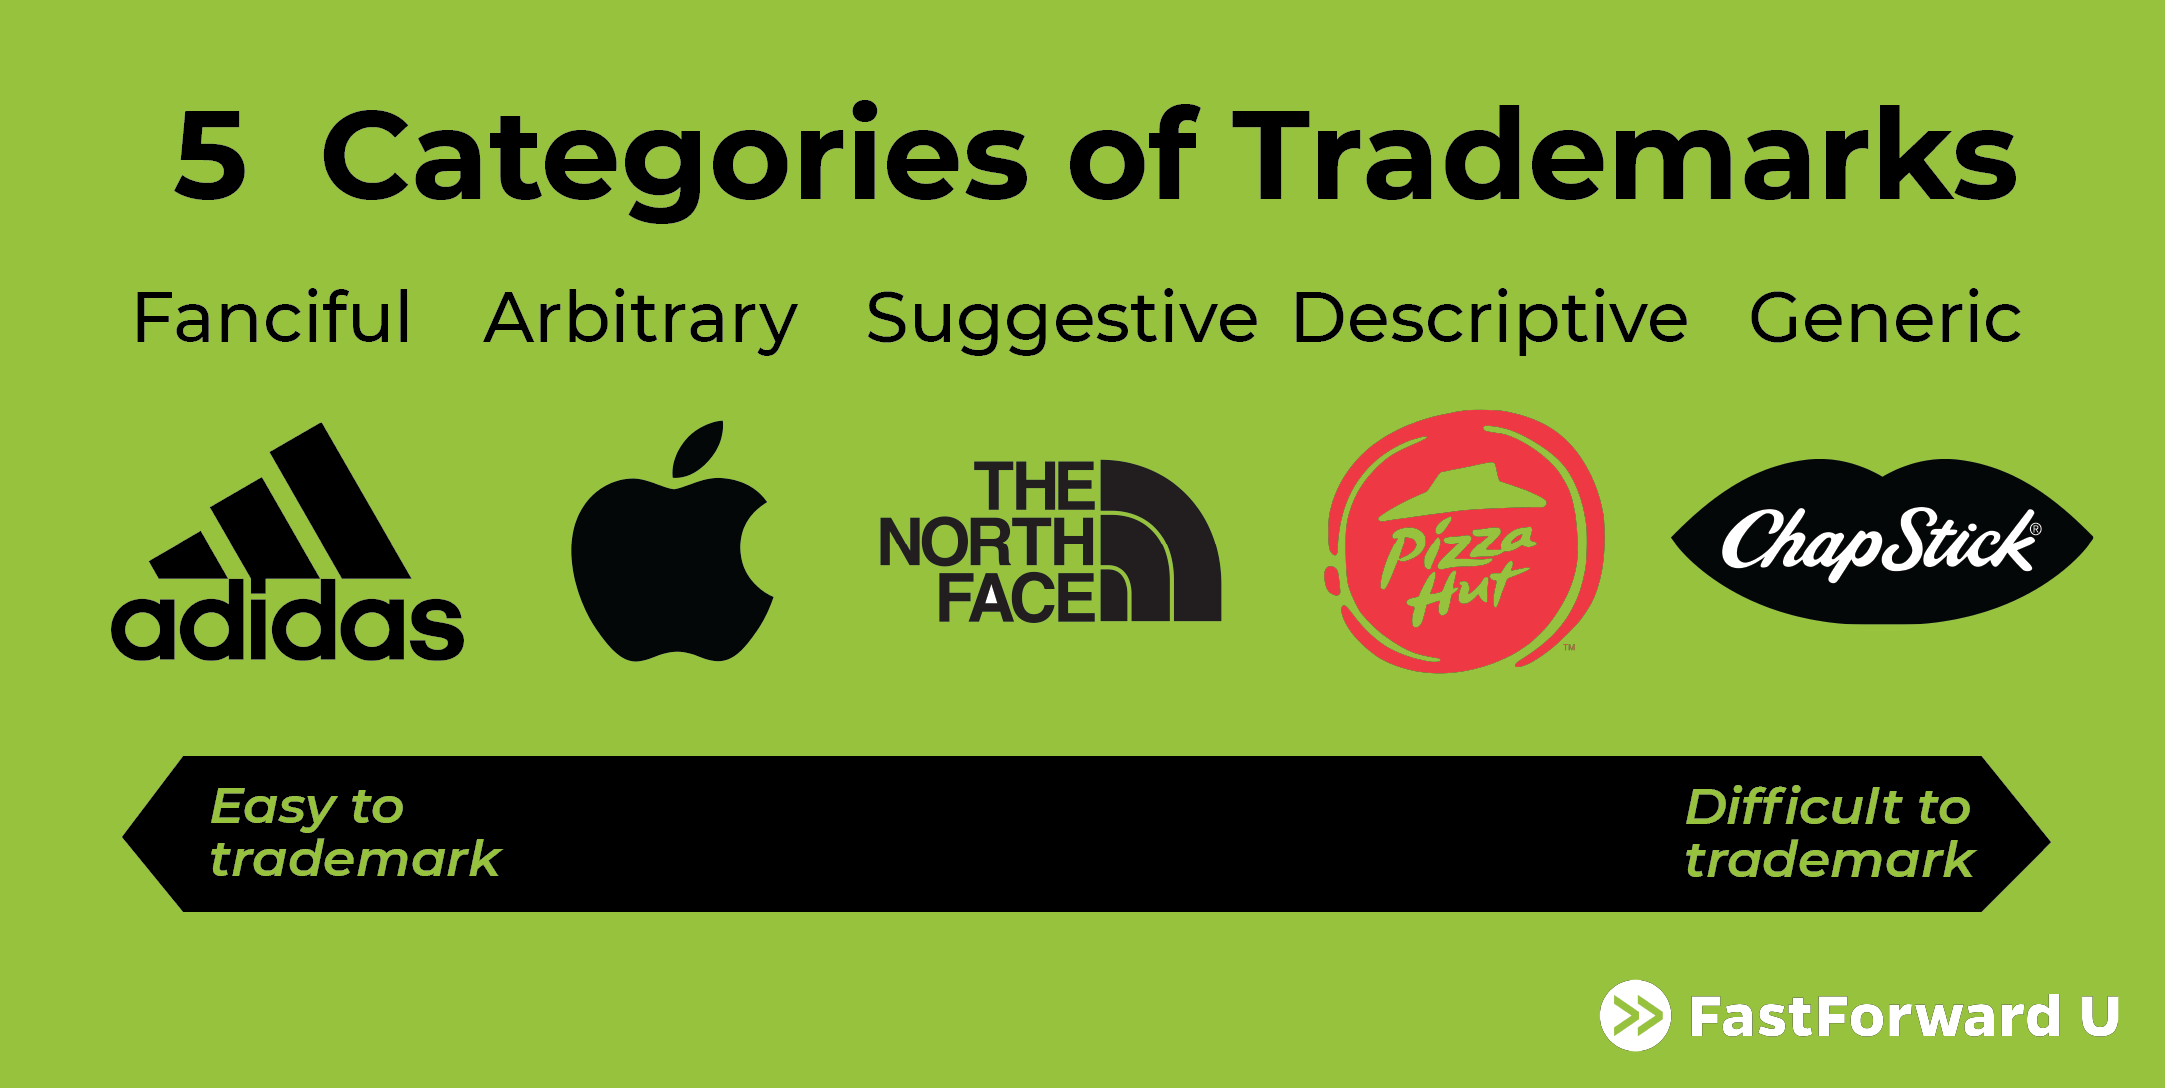 5 Categories of Trademarks
Fanciful Arbitrary Suggestive Descriptive Generic
adidas
THE
NORTH
FACE
Pizza
Hut
TM
ChapStick®
Easy to
trademark
Difficult to
trademark
FastForward U